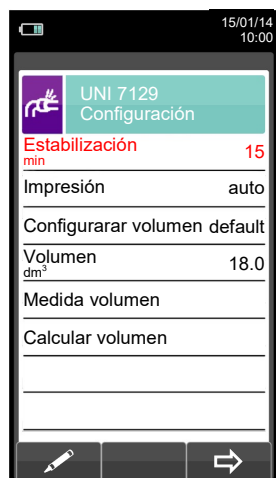 15/01/14
10:00
UNI 7129
Configuración
Estabilización 15
min
Impresión auto
Configurarar volumen default
Volumen 18.0
dm³
Medida volumen
Calcular volumen